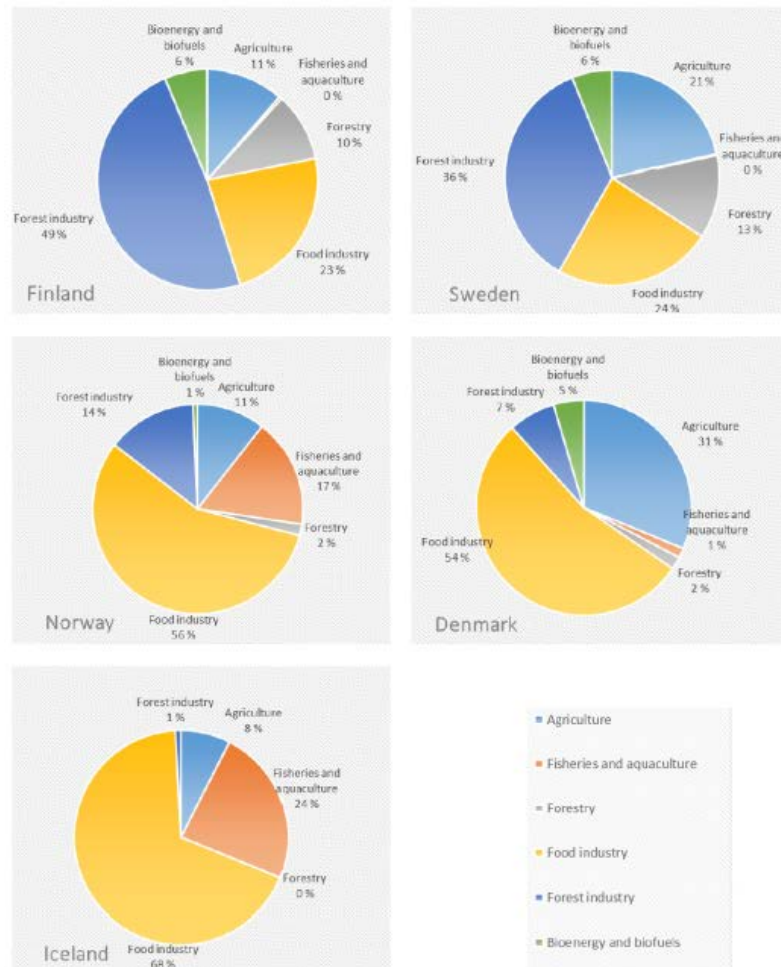 Bioenergy and
biofuels
6 %
Agriculture
11 %
Fisheries and
aquaculture
0 %
Forestry
10 %
Food industry
23 %
Forest industry
49 %
Finland
Bioenergy and
biofuels
6 %
Agriculture
21 %
Fisheries and
aquaculture
0 %
Forestry
13 %
Food industry
24 %
Forest industry
36 %
Sweden
Bioenergy and
biofuels
1 %
Agriculture
11 %
Fisheries and
aquaculture
17 %
Forestry
2 %
Food industry
56 %
Forest industry
14 %
Norway
Bioenergy and
biofuels
5 %
Agriculture
31 %
Fisheries and
aquaculture
1 %
Forestry
2 %
Food industry
54 %
Forest industry
7 %
Denmark
Forest industry
1 %
Agriculture
8 %
Fisheries and
aquaculture
24 %
Forestry
0 %
Food industry
68 %
Iceland
Agriculture
Fisheries and aquaculture
Forestry
Food industry
Forest industry
Bioenergy and biofuels